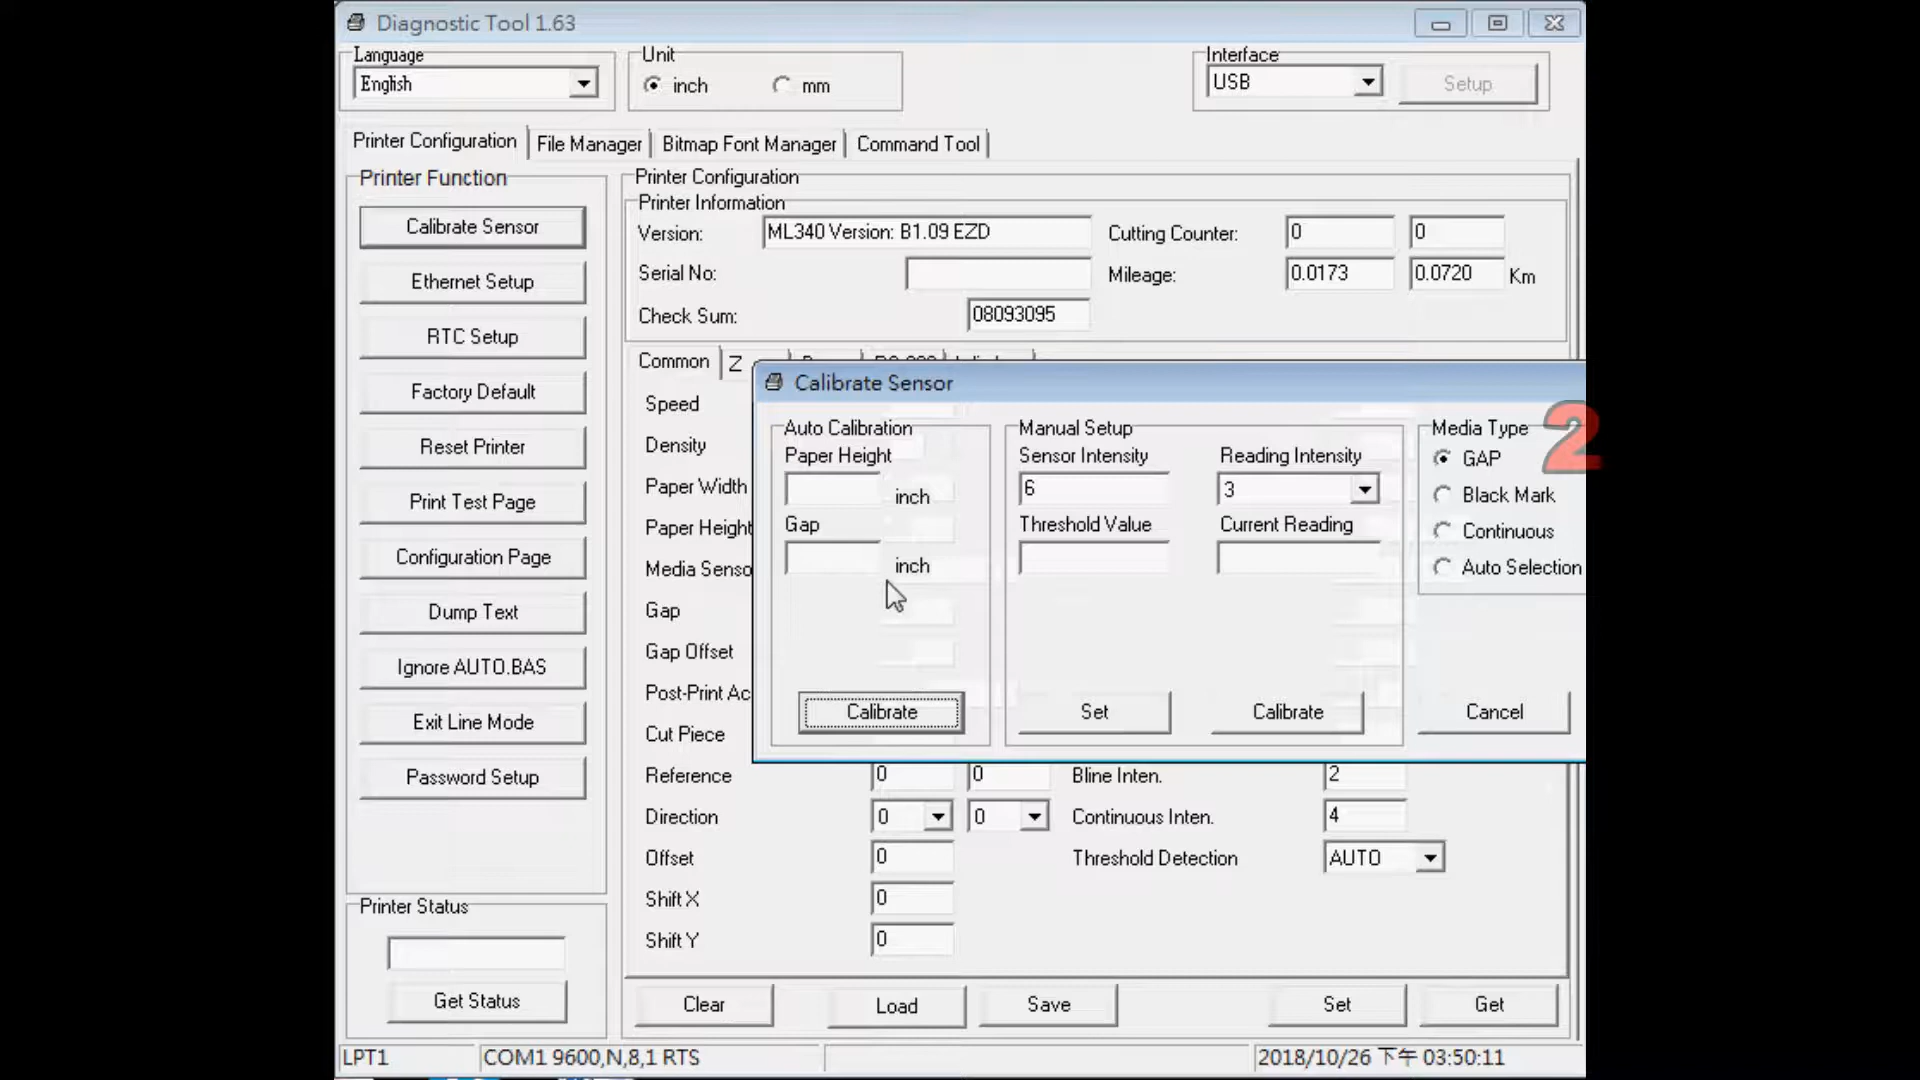 Diagnostic Tool 1.63
Language
English
Unit
inch
mm
Interface
USB
Setup
Printer Configuration
File Manager
Bitmap Font Manager
Command Tool
Printer Function
Calibrate Sensor
Ethernet Setup
RTC Setup
Factory Default
Reset Printer
Print Test Page
Configuration Page
Dump Text
Ignore AUTO.BAS
Exit Line Mode
Password Setup
Printer Status
Get Status
Printer Configuration
Printer Information
Version:
ML340 Version: B1.09 EZD
Cutting Counter:
0
0
Serial No:
Mileage:
0.0173
0.0720
Km
Check Sum:
08093095
Common
Z
Speed
Density
Paper Width
Paper Height
Media Senso
Gap
Gap Offset
Post-Print Ac
Cut Piece
Reference
0
0
Direction
0
0
Offset
0
Shift X
0
Shift Y
0
Bline Inten.
2
Continuous Inten.
4
Threshold Detection
AUTO
Calibrate Sensor
Auto Calibration
Paper Height
inch
Gap
inch
Calibrate
Manual Setup
Sensor Intensity
6
Reading Intensity
3
Threshold Value
Current Reading
Set
Calibrate
Media Type
2
GAP
Black Mark
Continuous
Auto Selection
Cancel
Clear
Load
Save
Set
Get
LPT1
COM1 9600,N,8,1 RTS
2018/10/26 下午 03:50:11